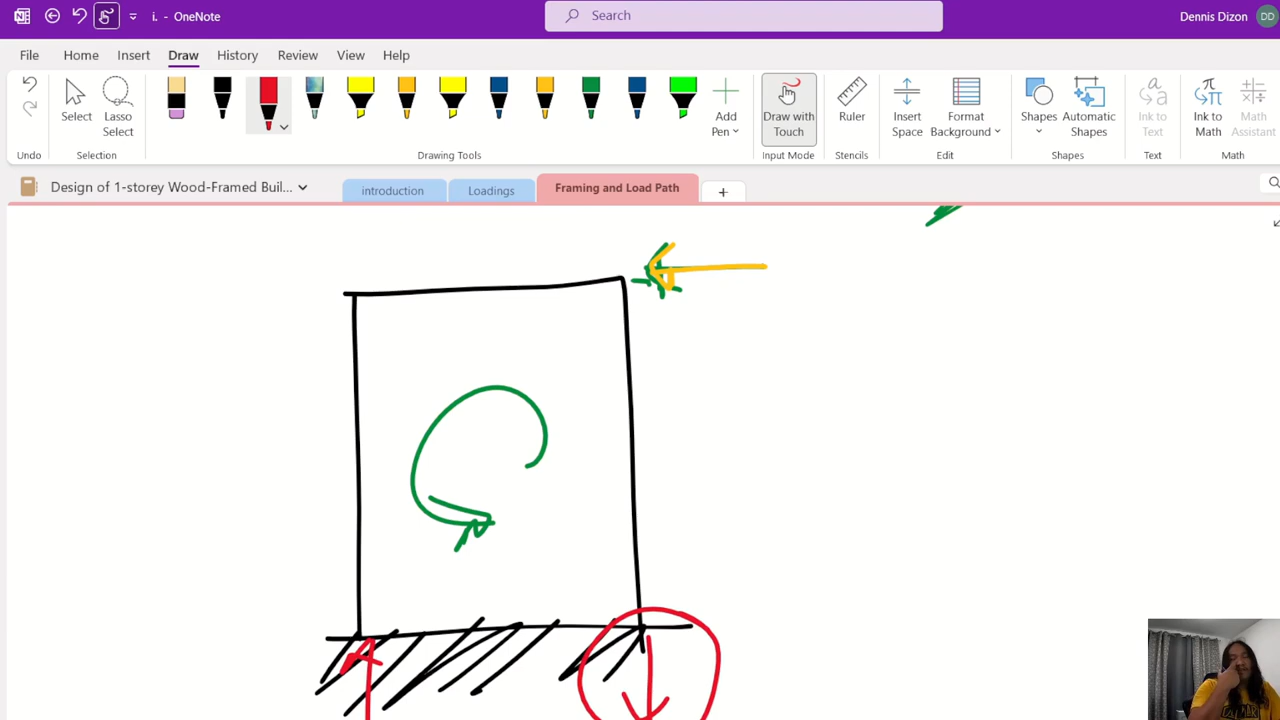 i. - OneNote
Search
Dennis Dizon
DD
File Home Insert Draw History Review View Help
Select
Lasso Select
Add Pen
Draw with Touch
Ruler
Insert Space
Format Background
Shapes
Automatic Shapes
Ink to Text
Ink to Math
Math Assistant
Undo
Selection
Drawing Tools
Input Mode
Stencils
Edit
Shapes
Text
Math
Design of 1-storey Wood-Framed Buil...
introduction
Loadings
Framing and Load Path